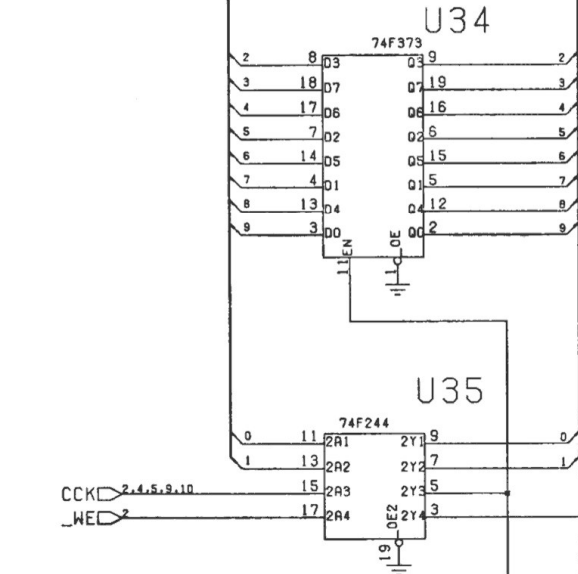 U34
74F373
2 8 D3 Q3 9 2
3 18 D7 Q7 19 3
4 17 D6 Q6 16 4
5 7 D2 Q2 6 5
6 14 D5 Q5 15 6
7 4 D1 Q1 5 7
8 13 D4 Q4 12 8
9 3 D0 Q0 2 9
EN OE
11 1
U35
74F244
0 11 2A1 2Y1 9 0
1 13 2A2 2Y2 7 1
CCK 2,4,5,9,10 15 2A3 2Y3 5
_WE 2 17 2A4 2Y4 3
OE2
19